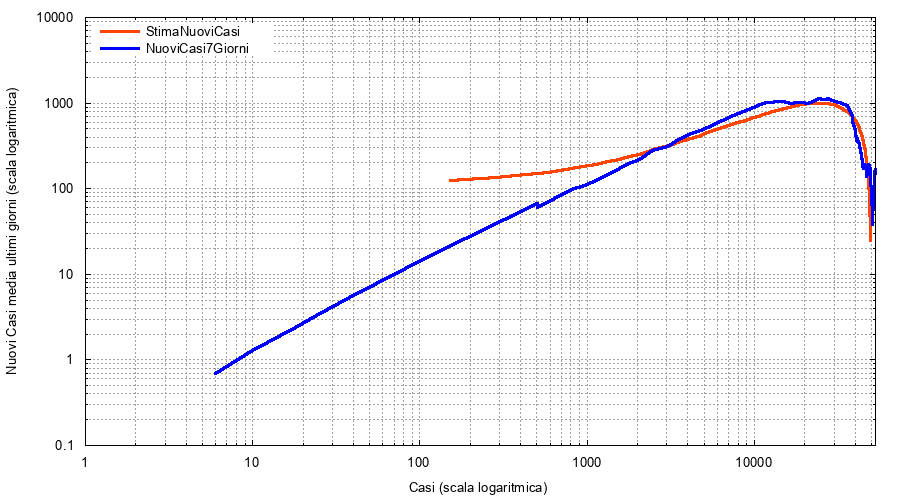 StimaNuoviCasi
NuoviCasi7Giorni
10000
1000
100
10
1
0.1
1
10
100
1000
10000
Nuovi Casi media ultimi giorni (scala logaritmica)
Casi (scala logaritmica)